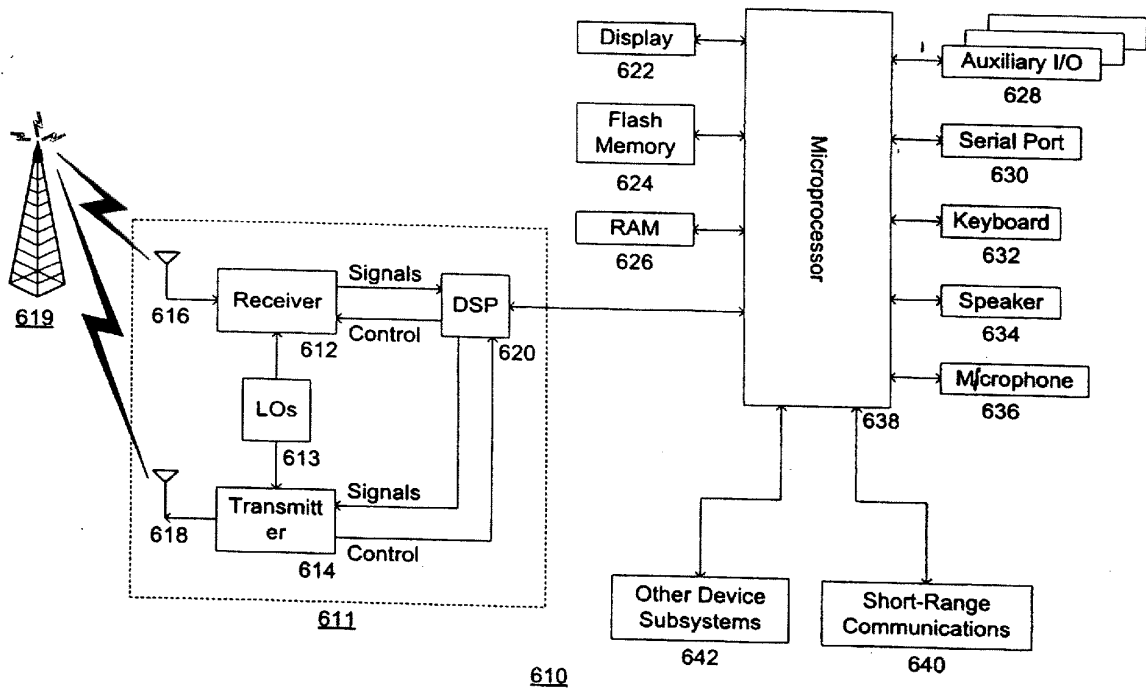 Display
622
Flash
Memory
624
RAM
626
Microprocessor
638
Auxiliary I/O
628
Serial Port
630
Keyboard
632
Speaker
634
Microphone
636
619
616
Receiver
612
Signals
Control
DSP
620
LOs
613
618
Transmitt
er
614
Signals
Control
611
Other Device
Subsystems
642
Short-Range
Communications
640
610